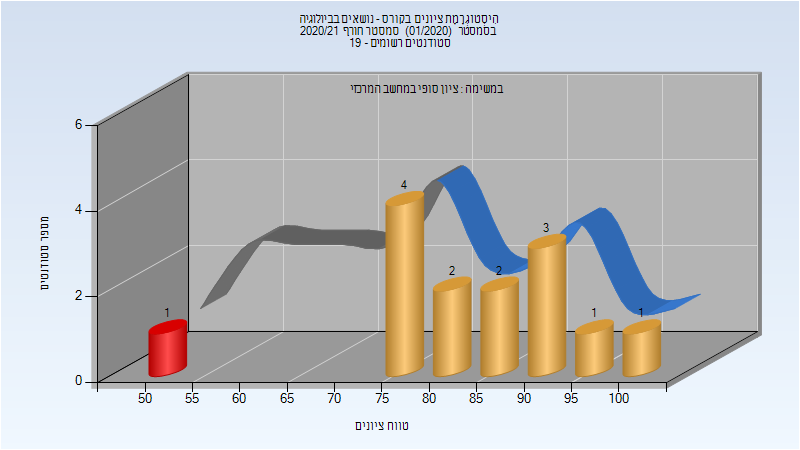 היסטוגרמת ציונים בקורס - נושאים בביולוגיה
בסמסטר (01/2020) סמסטר חורף 2020/21
סטודנטים רשומים - 19
במשימה : ציון סופי במחשב המרכזי
מספר סטודנטים
6
4
2
0
1
4
2
2
3
1
1
50 55 60 65 70 75 80 85 90 95 100
טווח ציונים